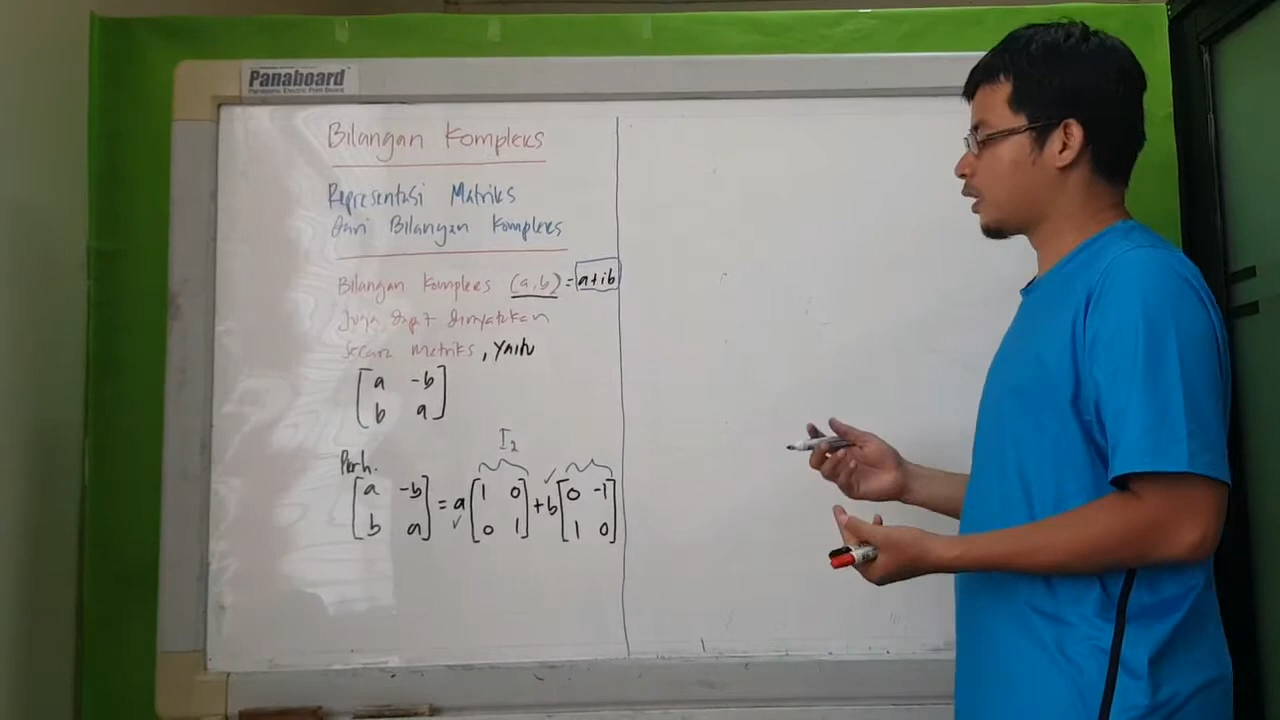 Panaboard
Panasonic Electric Print Board
Bilangan Kompleks
Representasi Matriks
dari Bilangan Kompleks
Bilangan Kompleks (a,b) = a+ib
Juga dapat dinyatakan
secara matriks, yaitu
[a -b]
[b a]
I2
Perh.
[a -b] = a [1 0] + b [0 -1]
[b a] [0 1] [1 0]